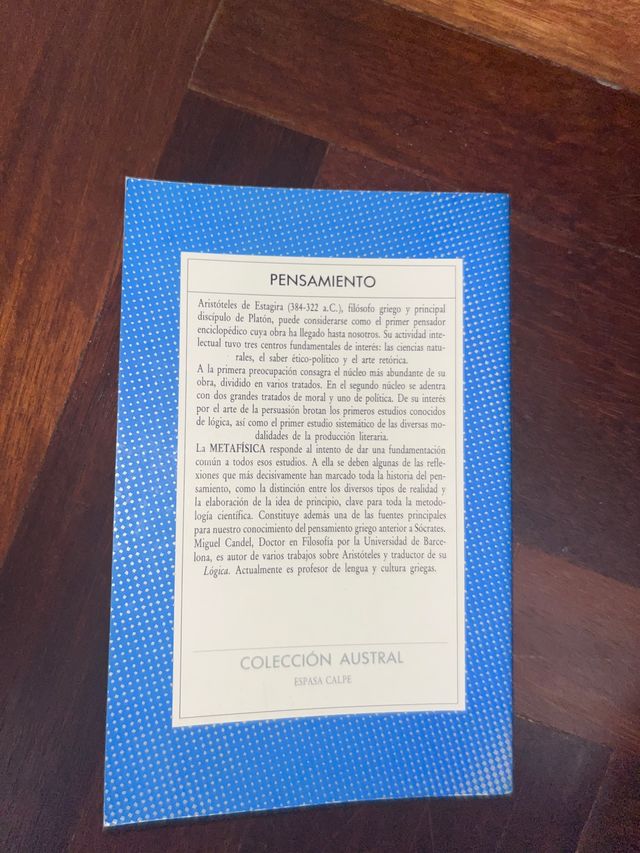 PENSAMIENTO
Aristóteles de Estagira (384-322 a.C.), filósofo griego y principal
discípulo de Platón, puede considerarse como el primer pensador
enciclopédico cuya obra ha llegado hasta nosotros. Su actividad inte-
lectual tuvo tres centros fundamentales de interés: las ciencias natu-
rales, el saber ético-político y el arte retórica.
A la primera preocupación consagra el núcleo más abundante de su
obra, dividido en varios tratados. En el segundo núcleo se adentra
con dos grandes tratados de moral y uno de política. De su interés
por el arte de la persuasión brotan los primeros estudios conocidos
de lógica, así como el primer estudio sistemático de las diversas mo-
dalidades de la producción literaria.
La METAFÍSICA responde al intento de dar una fundamentación
común a todos esos estudios. A ella se deben algunas de las refle-
xiones que más decisivamente han marcado toda la historia del pen-
samiento, como la distinción entre los diversos tipos de realidad y
la elaboración de la idea de principio, clave para toda la metodo-
logía científica. Constituye además una de las fuentes principales
para nuestro conocimiento del pensamiento griego anterior a Sócrates.
Miguel Candel, Doctor en Filosofía por la Universidad de Barce-
lona, es autor de varios trabajos sobre Aristóteles y traductor de su
Lógica. Actualmente es profesor de lengua y cultura griegas.
COLECCIÓN AUSTRAL
ESPASA CALPE